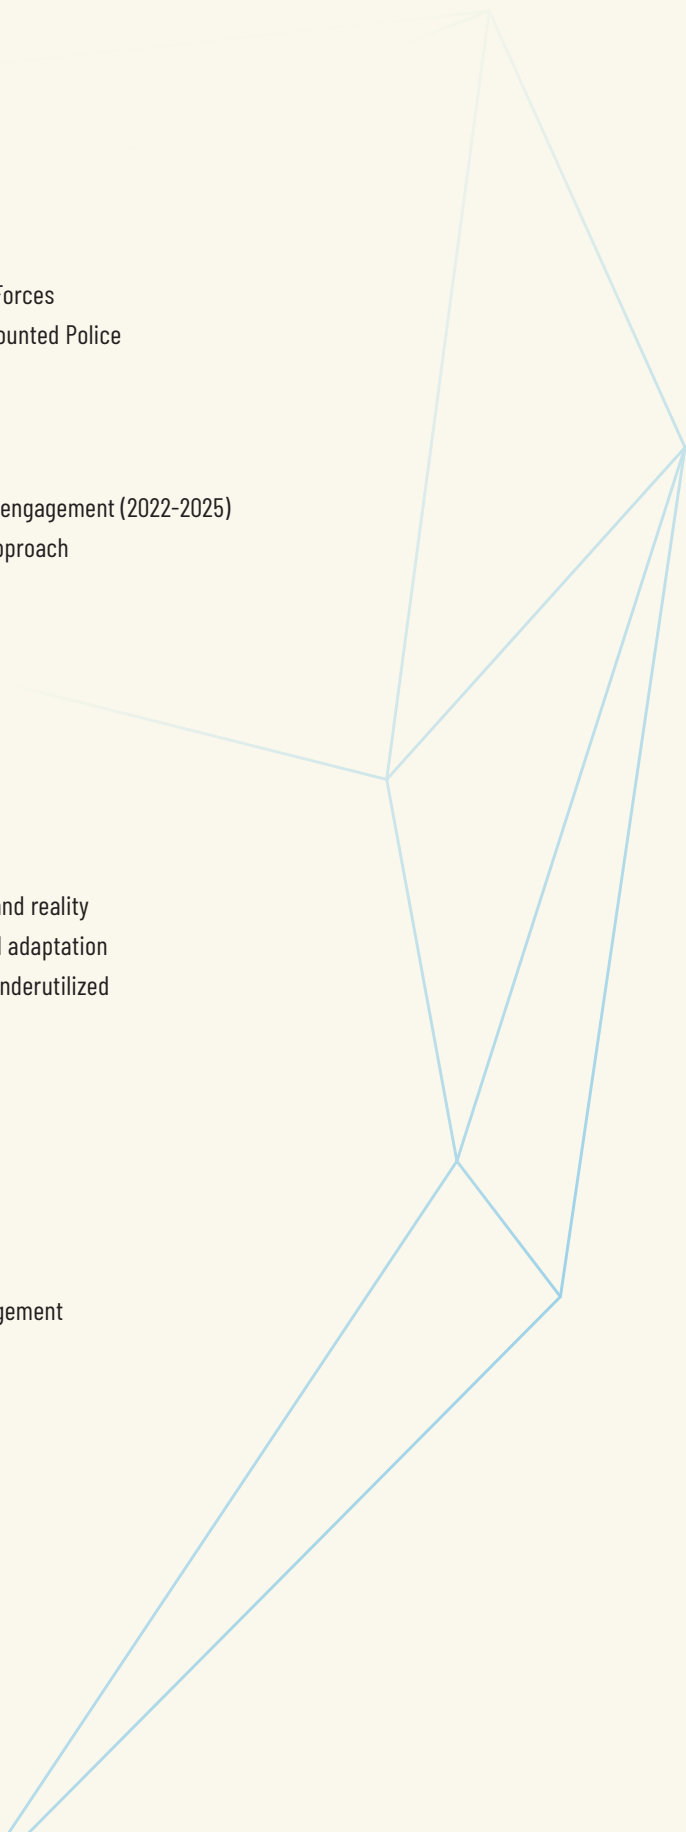 Forces
ounted Police
engagement (2022-2025)
pproach
and reality
adaptation
nderutilized
gement